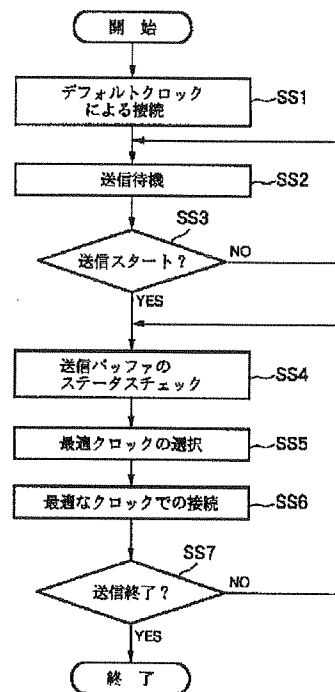 開 始
デフォルトクロック
による接続
SS1
送信待機
SS2
SS3
送信スタート？
NO
YES
送信バッファの
ステータスチェック
SS4
最適クロックの選択
SS5
最適なクロックでの接続
SS6
SS7
送信終了？
NO
YES
終 了